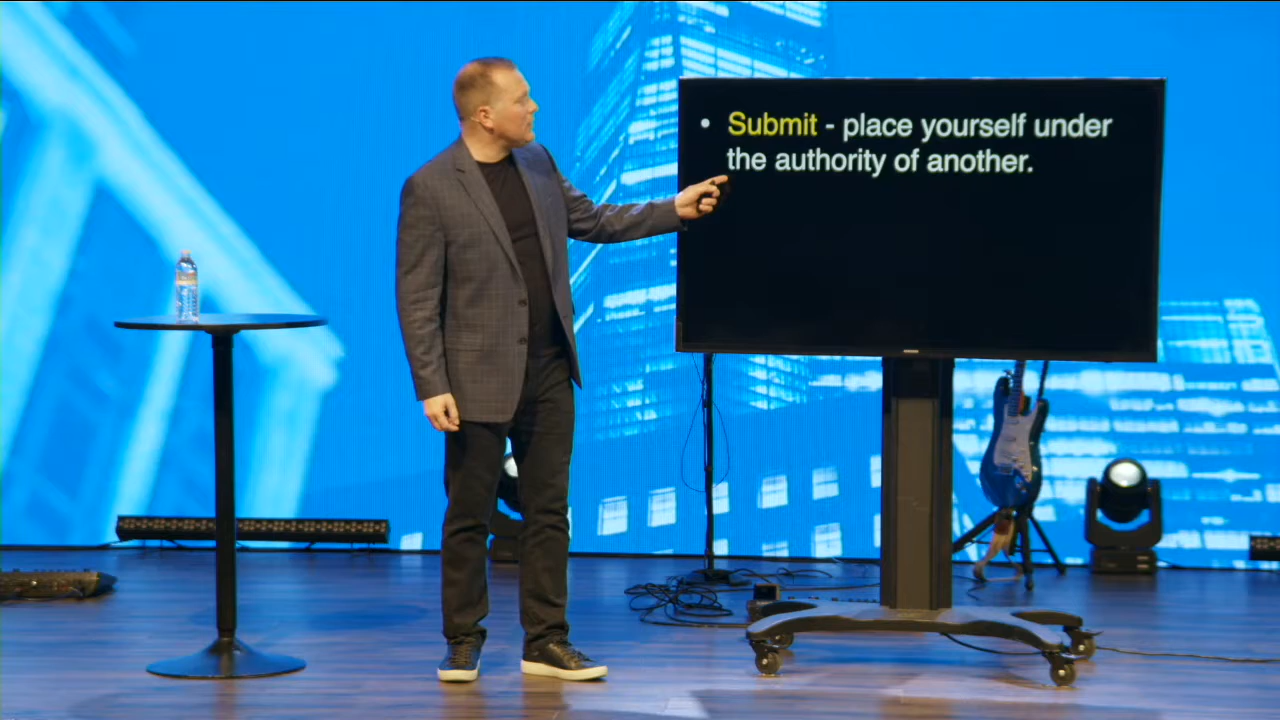 • Submit - place yourself under
the authority of another.